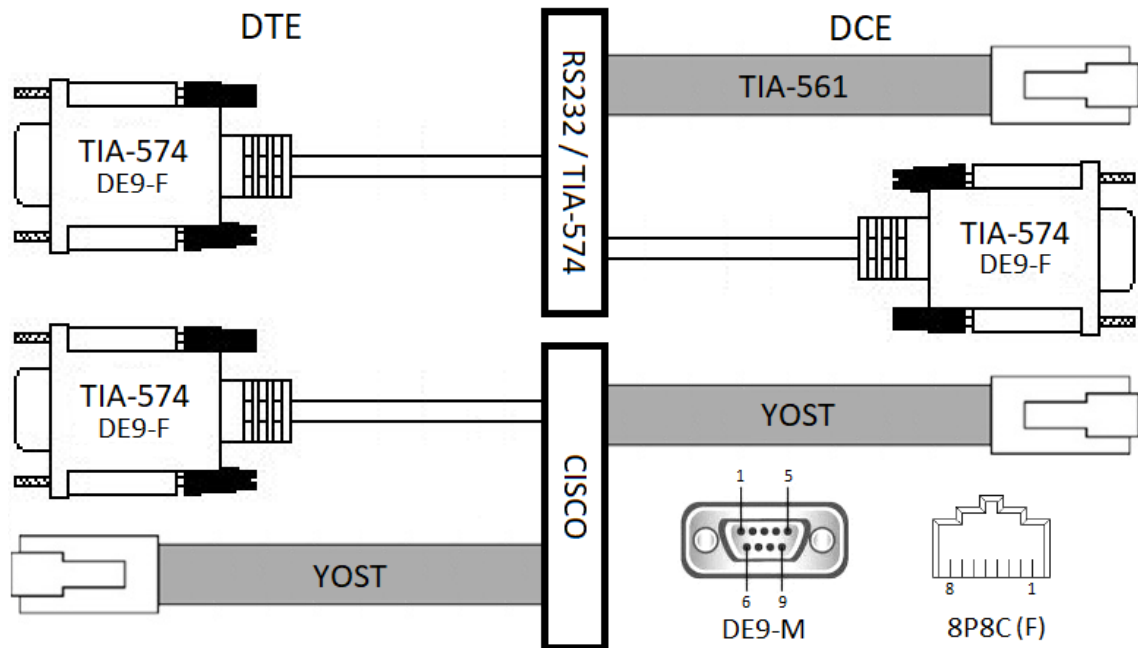 DTE
DCE
RS232 / TIA-574
TIA-561
TIA-574
DE9-F
TIA-574
DE9-F
TIA-574
DE9-F
CISCO
YOST
YOST
1 5
6 9
DE9-M
8 1
8P8C (F)